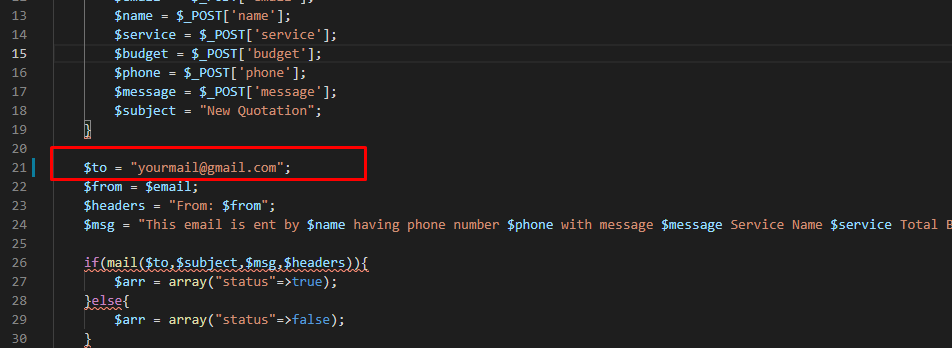 13 $name = $_POST['name'];
14 $service = $_POST['service'];
15 $budget = $_POST['budget'];
16 $phone = $_POST['phone'];
17 $message = $_POST['message'];
18 $subject = "New Quotation";
19 }
20
21 $to = "yourmail@gmail.com";
22 $from = $email;
23 $headers = "From: $from";
24 $msg = "This email is ent by $name having phone number $phone with message $message Service Name $service Total B
25
26 if(mail($to,$subject,$msg,$headers)){
27 $arr = array("status"=>true);
28 }else{
29 $arr = array("status"=>false);
30 }